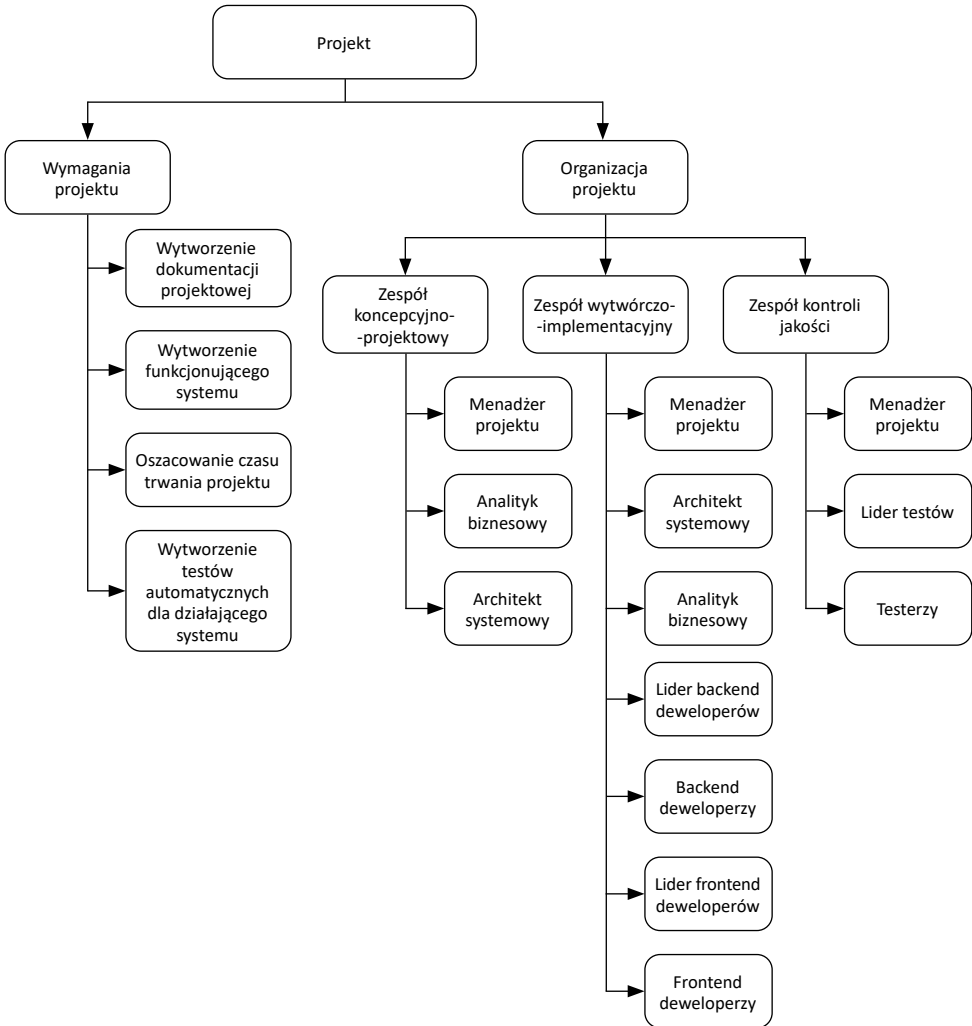 Projekt
Wymagania
projektu
Organizacja
projektu
Wytworzenie
dokumentacji
projektowej
Wytworzenie
funkcjonującego
systemu
Oszacowanie czasu
trwania projektu
Wytworzenie
testów
automatycznych
dla działającego
systemu
Zespół
koncepcyjno-
-projektowy
Menadżer
projektu
Analityk
biznesowy
Architekt
systemowy
Zespół wytwórczo-
-implementacyjny
Menadżer
projektu
Architekt
systemowy
Analityk
biznesowy
Lider backend
deweloperów
Backend
deweloperzy
Lider frontend
deweloperów
Frontend
deweloperzy
Zespół kontroli
jakości
Menadżer
projektu
Lider testów
Testerzy